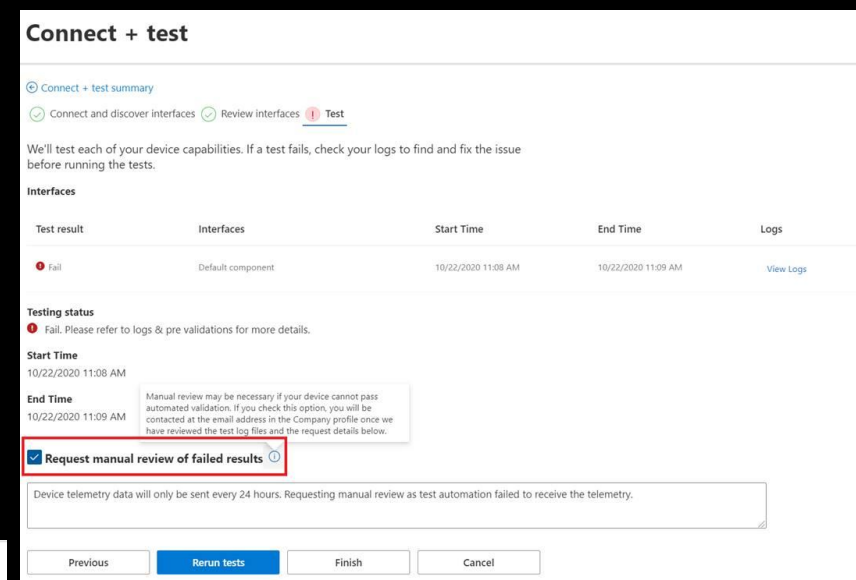 Connect + test
Connect + test summary
Connect and discover interfaces Review interfaces Test
We'll test each of your device capabilities. If a test fails, check your logs to find and fix the issue
before running the tests.
Interfaces
Test result Interfaces Start Time End Time Logs
Fail Default component 10/22/2020 11:08 AM 10/22/2020 11:09 AM View Logs
Testing status
Fail. Please refer to logs & pre validations for more details.
Start Time
10/22/2020 11:08 AM
End Time
10/22/2020 11:09 AM
Manual review may be necessary if your device cannot pass
automated validation. If you check this option, you will be
contacted at the email address in the Company profile once we
have reviewed the test log files and the request details below.
Request manual review of failed results
Device telemetry data will only be sent every 24 hours. Requesting manual review as test automation failed to receive the telemetry.
Previous Rerun tests Finish Cancel